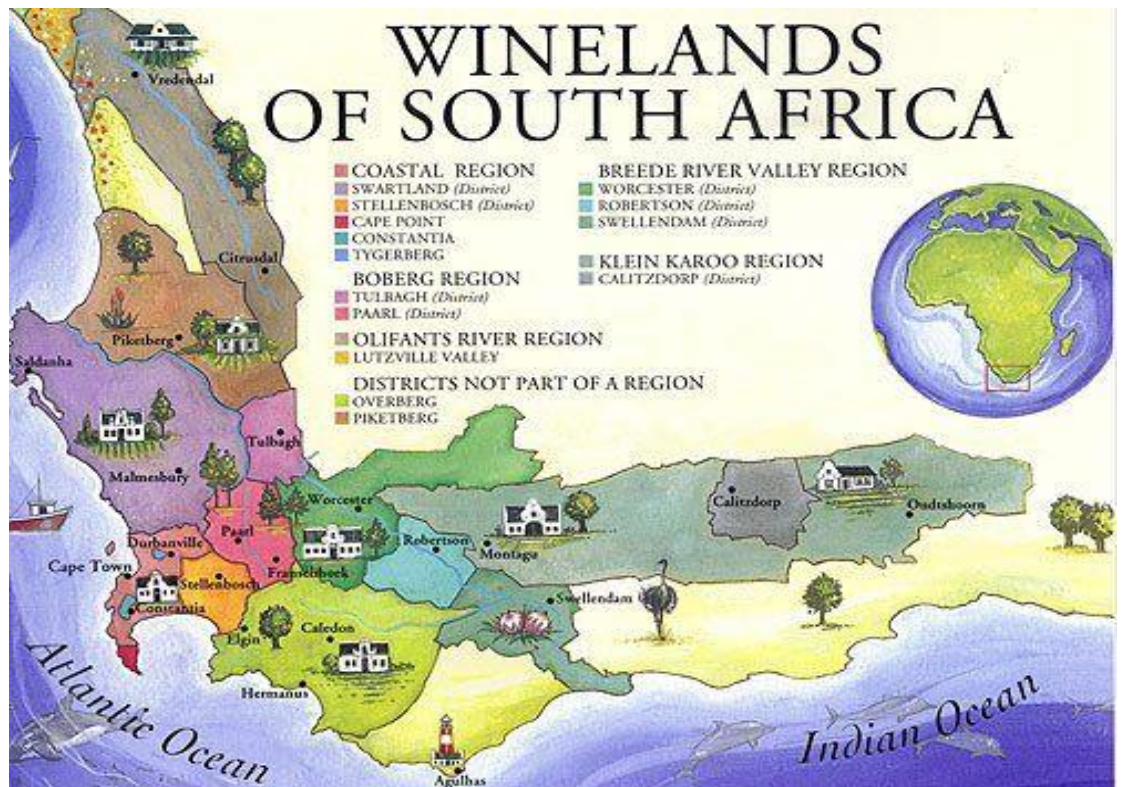 WINELANDS
OF SOUTH AFRICA
COASTAL REGION
SWARTLAND (District)
STELLENBOSCH (District)
CAPE POINT
CONSTANTIA
TYGERBERG
BOBERG REGION
TULBAGH (District)
PAARL (District)
OLIFANTS RIVER REGION
LUTZVILLE VALLEY
DISTRICTS NOT PART OF A REGION
OVERBERG
PIKETBERG
BREEDE RIVER VALLEY REGION
WORCESTER (District)
ROBERTSON (District)
SWELLENDAM (District)
KLEIN KAROO REGION
CALITZDORP (District)
Vredendal
Citrusdal
Piketberg
Saldanha
Tulbagh
Malmesbury
Worcester
Calitzdorp
Oudtshoorn
Paarl
Durbanville
Robertson
Montagu
Cape Town
Franschhoek
Stellenbosch
Constantia
Swellendam
Elgin
Caledon
Hermanus
Agulhas
Atlantic Ocean
Indian Ocean